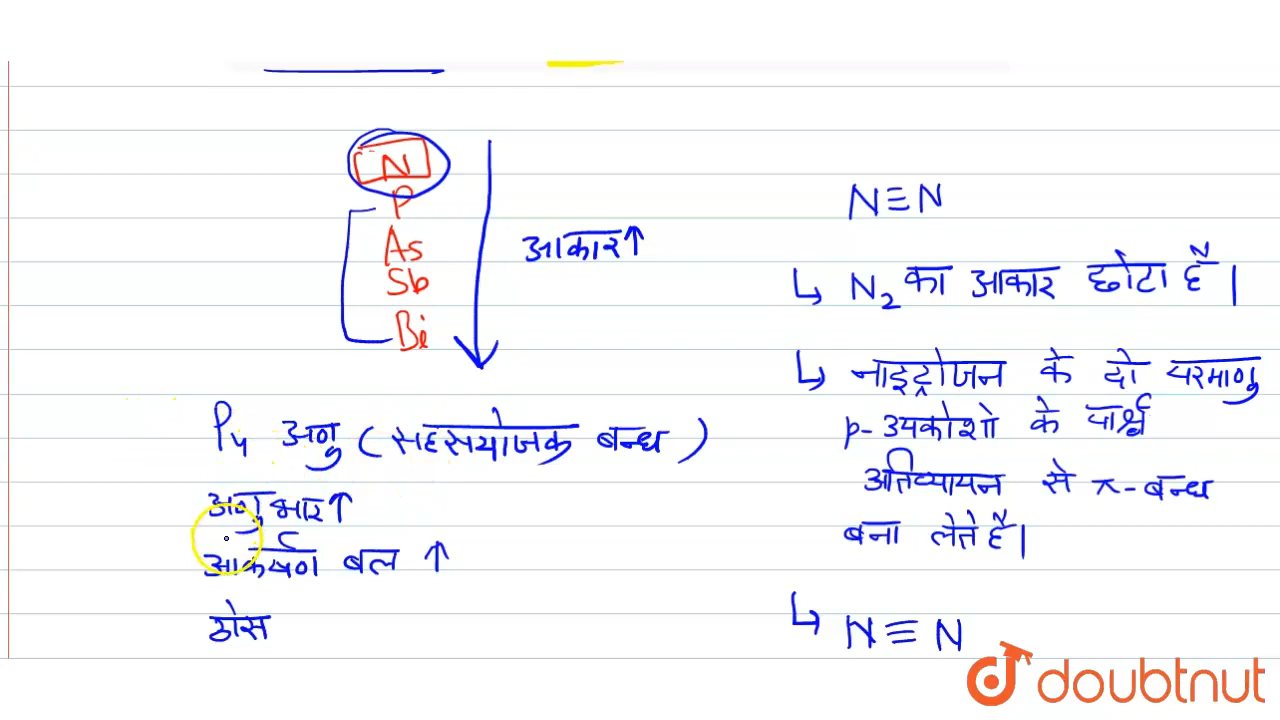 N
P
As
Sb
Bi
आकार↑
P₄ अणु (सहसयोजक बन्ध)
अणुभार↑
आकर्षण बल ↑
ठोस
N≡N
↳ N₂ का आकार छोटा है।
↳ नाइट्रोजन के दो परमाणु
p-उपकोशो के पार्श्व
अतिव्यापन से π-बन्ध
बना लेते है।
↳ N≡N
doubtnut